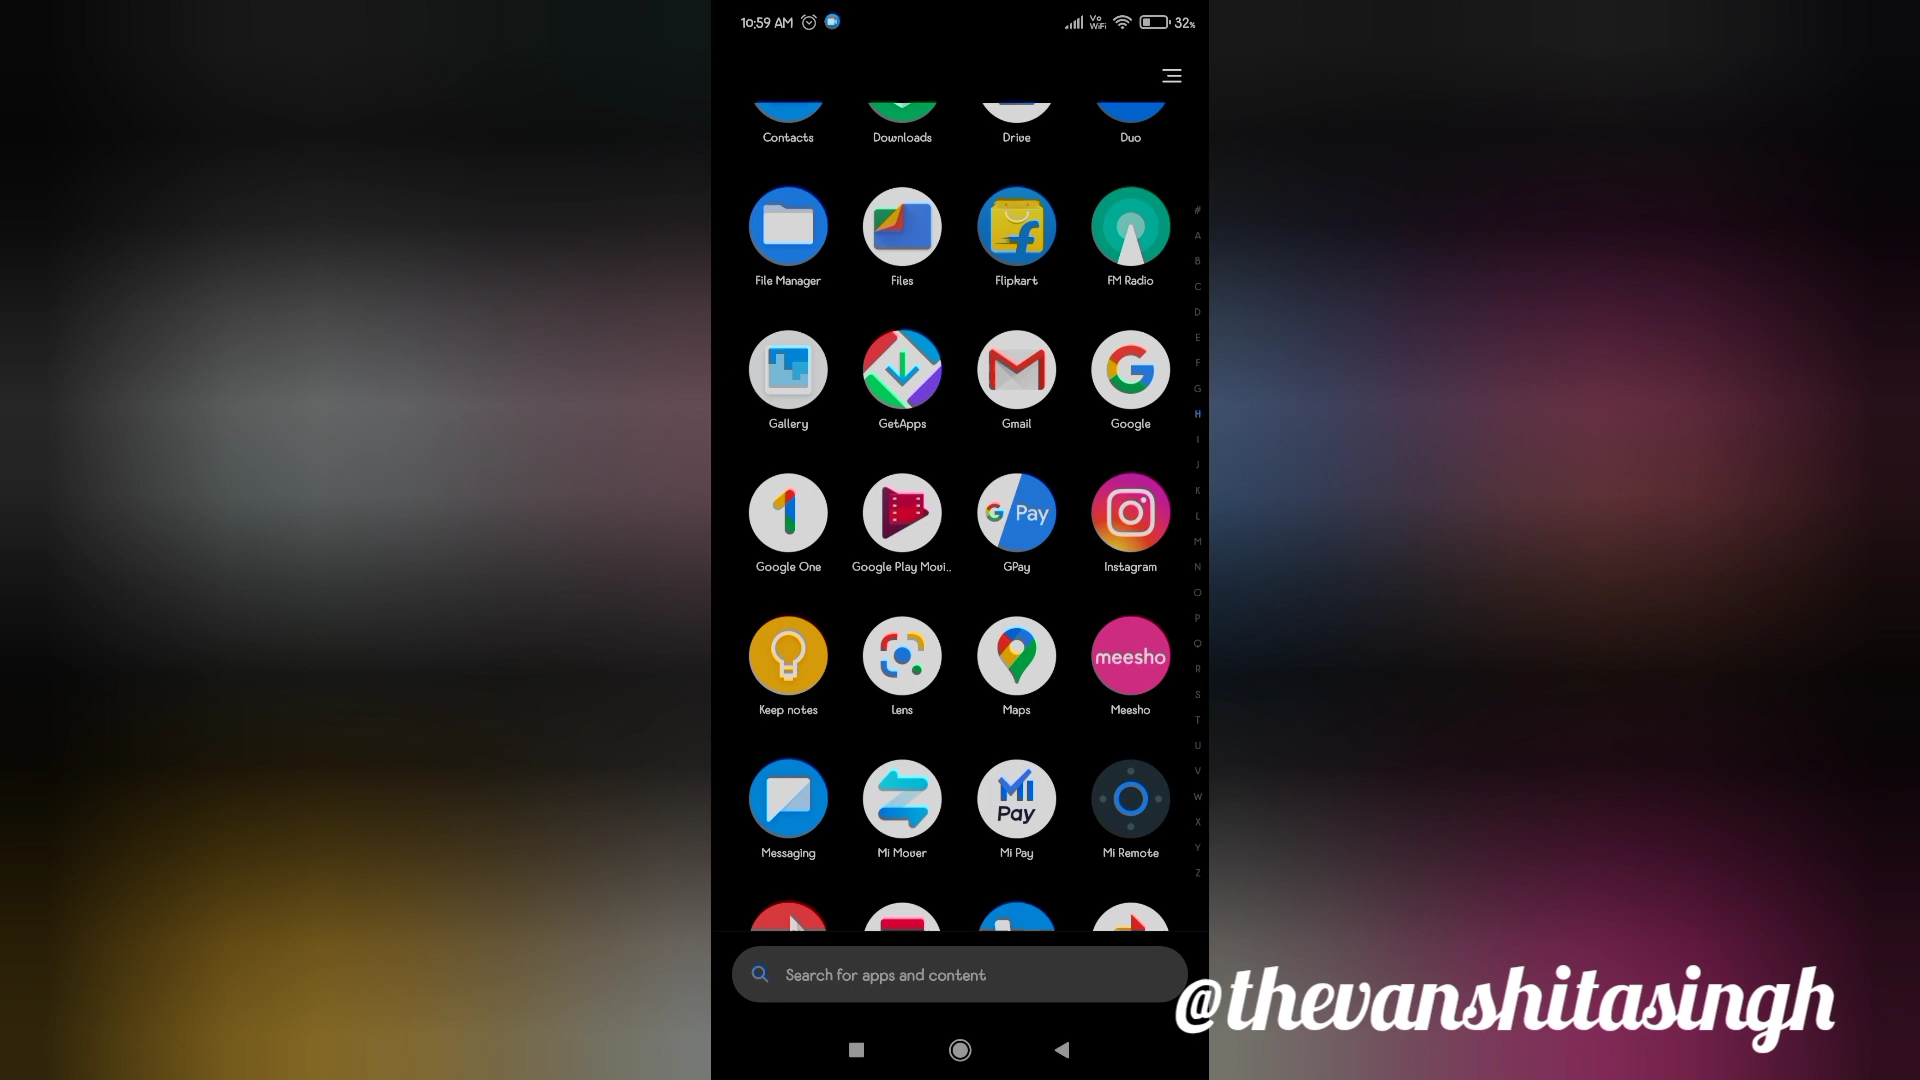 10:59 AM Vo WiFi 32%
Contacts Downloads Drive Duo
File Manager Files Flipkart FM Radio
Gallery GetApps Gmail Google
G Pay
Google One Google Play Movi.. GPay Instagram
meesho
Keep notes Lens Maps Meesho
MI Pay
Messaging Mi Mover Mi Pay Mi Remote
#
A
B
C
D
E
F
G
H
I
J
K
L
M
N
O
P
Q
R
S
T
U
V
W
X
Y
Z
Search for apps and content
@thevanshitasingh